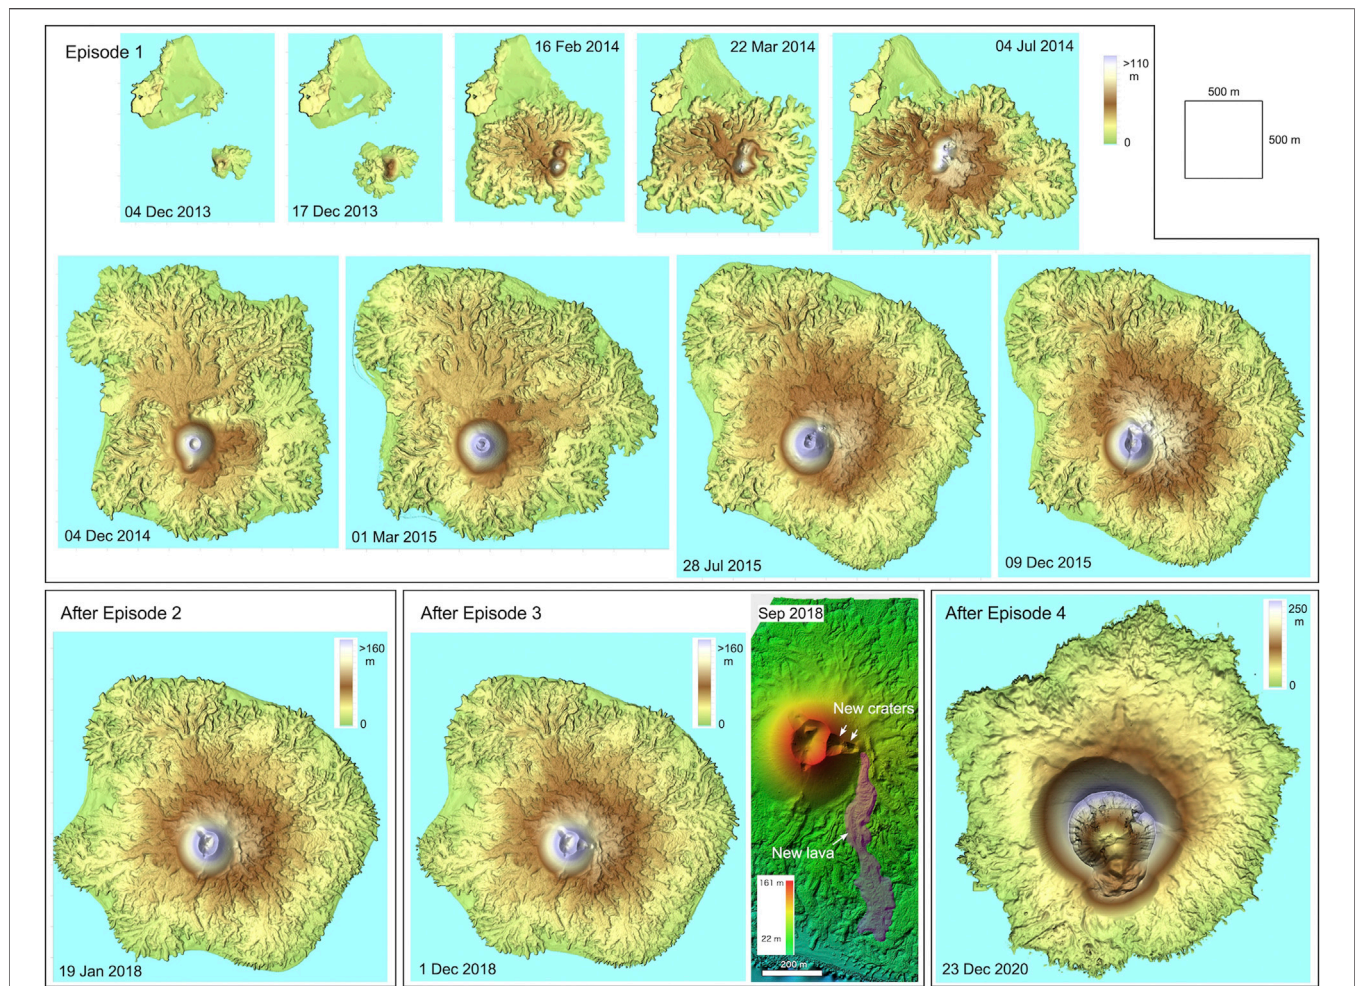 Episode 1
04 Dec 2013
17 Dec 2013
16 Feb 2014
22 Mar 2014
04 Jul 2014
>110
m
0
500 m
500 m
04 Dec 2014
01 Mar 2015
28 Jul 2015
09 Dec 2015
After Episode 2
>160
m
0
19 Jan 2018
After Episode 3
>160
m
0
1 Dec 2018
Sep 2018
New craters
New lava
161 m
22 m
200 m
After Episode 4
250
m
0
23 Dec 2020